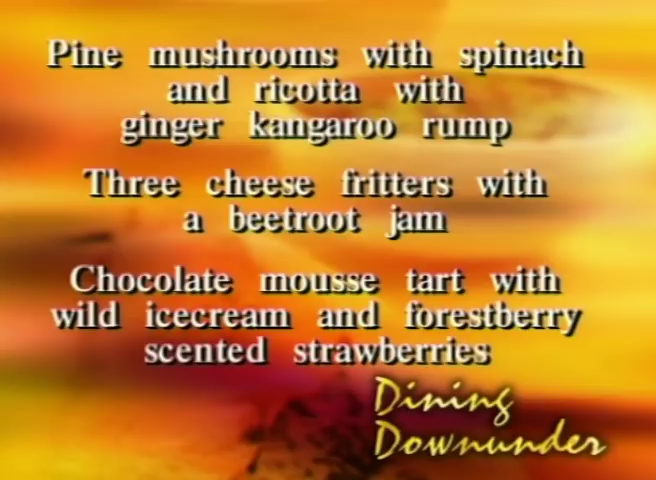 Pine mushrooms with spinach
and ricotta with
ginger kangaroo rump
Three cheese fritters with
a beetroot jam
Chocolate mousse tart with
wild icecream and forestberry
scented strawberries
Dining
Downunder